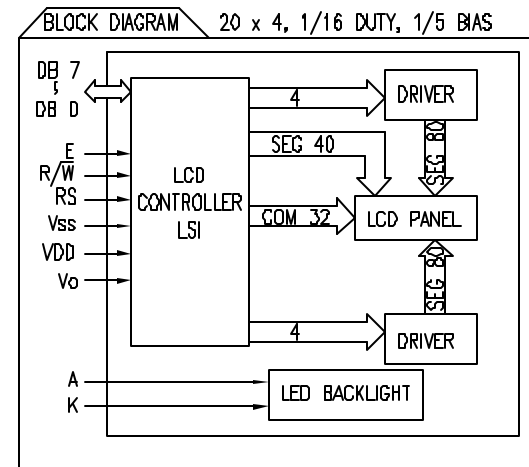 BLOCK DIAGRAM
20 x 4, 1/16 DUTY, 1/5 BIAS
DB 7
DB 0
E
R/W̅
RS
Vss
VDD
Vo
LCD
CONTROLLER
LSI
4
SEG 40
COM 32
4
DRIVER
SEG 80
LCD PANEL
SEG 80
DRIVER
A
K
LED BACKLIGHT